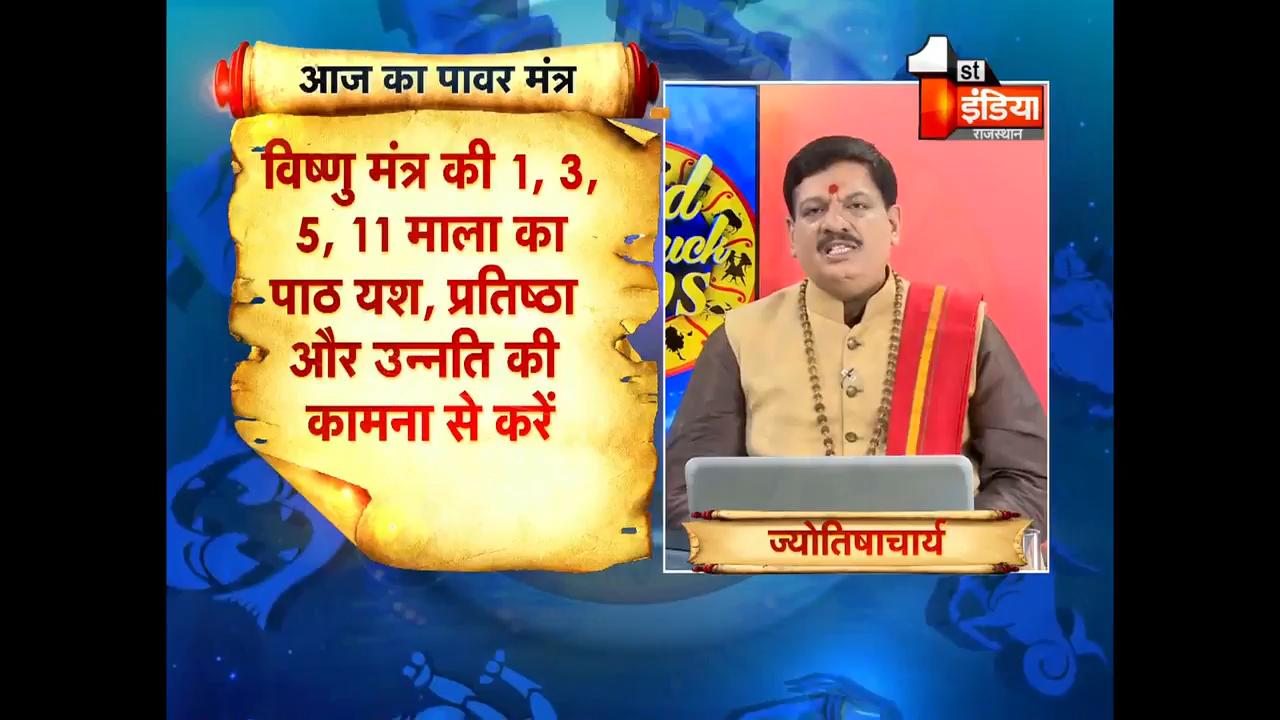 आज का पावर मंत्र
विष्णु मंत्र की 1, 3,
5, 11 माला का
पाठ यश, प्रतिष्ठा
और उन्नति की
कामना से करें
1st
इंडिया
राजस्थान
ज्योतिषाचार्य